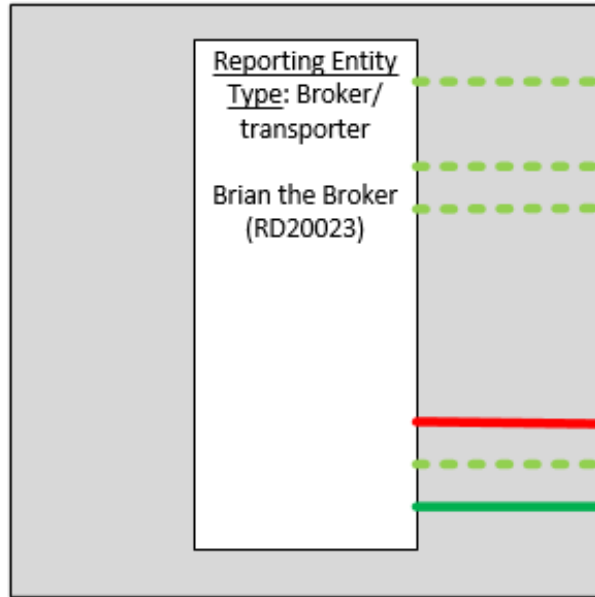 Reporting Entity
Type: Broker/
transporter
Brian the Broker
(RD20023)